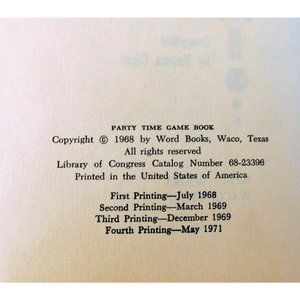 PARTY TIME GAME BOOK
Copyright © 1968 by Word Books, Waco, Texas
All rights reserved
Library of Congress Catalog Number 68-23396
Printed in the United States of America
First Printing—July 1968
Second Printing—March 1969
Third Printing—December 1969
Fourth Printing—May 1971